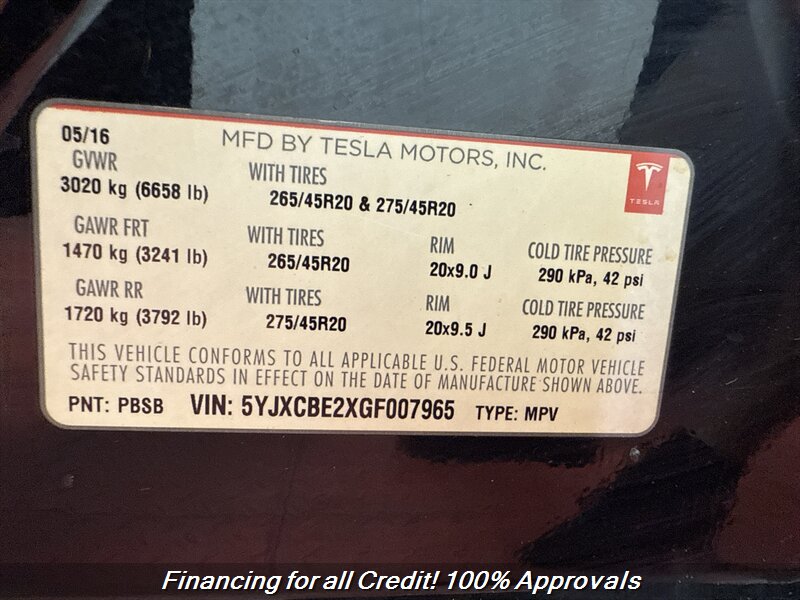 05/16 MFD BY TESLA MOTORS, INC.
GVWR WITH TIRES
3020 kg (6658 lb) 265/45R20 & 275/45R20
TESLA
GAWR FRT WITH TIRES RIM COLD TIRE PRESSURE
1470 kg (3241 lb) 265/45R20 20x9.0 J 290 kPa, 42 psi
GAWR RR WITH TIRES RIM COLD TIRE PRESSURE
1720 kg (3792 lb) 275/45R20 20x9.5 J 290 kPa, 42 psi
THIS VEHICLE CONFORMS TO ALL APPLICABLE U.S. FEDERAL MOTOR VEHICLE
SAFETY STANDARDS IN EFFECT ON THE DATE OF MANUFACTURE SHOWN ABOVE.
PNT: PBSB VIN: 5YJXCBE2XGF007965 TYPE: MPV
Financing for all Credit! 100% Approvals